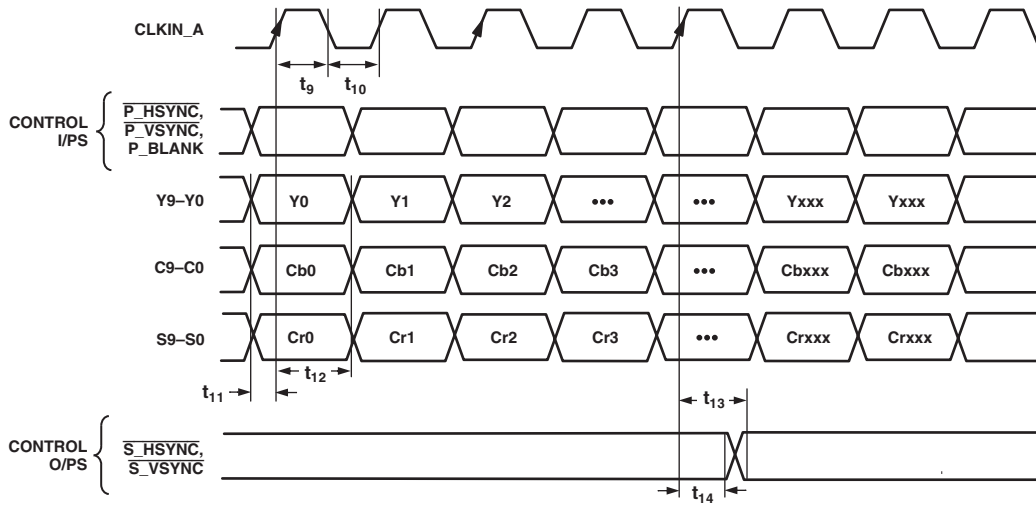 CLKIN_A
t9
t10
CONTROL
I/PS
P_HSYNC,
P_VSYNC,
P_BLANK
Y9–Y0
Y0
Y1
Y2
•••
•••
Yxxx
Yxxx
C9–C0
Cb0
Cb1
Cb2
Cb3
•••
Cbxxx
Cbxxx
S9–S0
Cr0
Cr1
Cr2
Cr3
•••
Crxxx
Crxxx
t11
t12
t13
CONTROL
O/PS
S_HSYNC,
S_VSYNC
t14